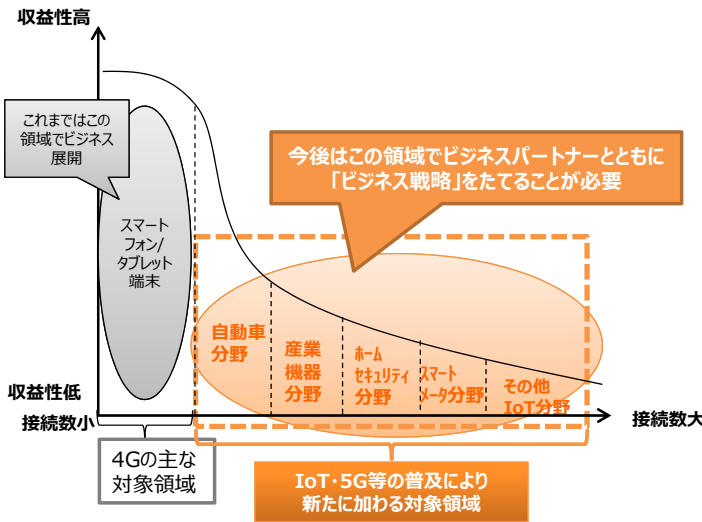 収益性高
これまではこの
領域でビジネス
展開
今後はこの領域でビジネスパートナーとともに
「ビジネス戦略」をたてることが必要
スマート
フォン/
タブレット
端末
自動車
分野
産業
機器
分野
ホーム
セキュリティ
分野
スマート
メータ分野
その他
IoT分野
収益性低
接続数小
接続数大
4Gの主な
対象領域
IoT・5G等の普及により
新たに加わる対象領域